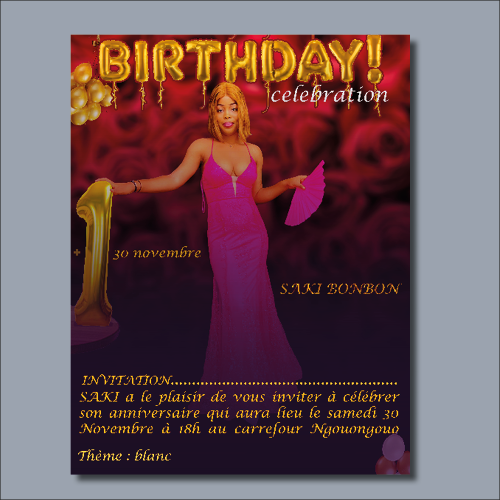 BIRTHDAY!
celebration
+1
30 novembre
SAKI BONBON
INVITATION......................................................
SAKI a le plaisir de vous inviter à célébrer
son anniversaire qui aura lieu le samedi 30
Novembre à 18h au carrefour Ngouongouo
Thème : blanc